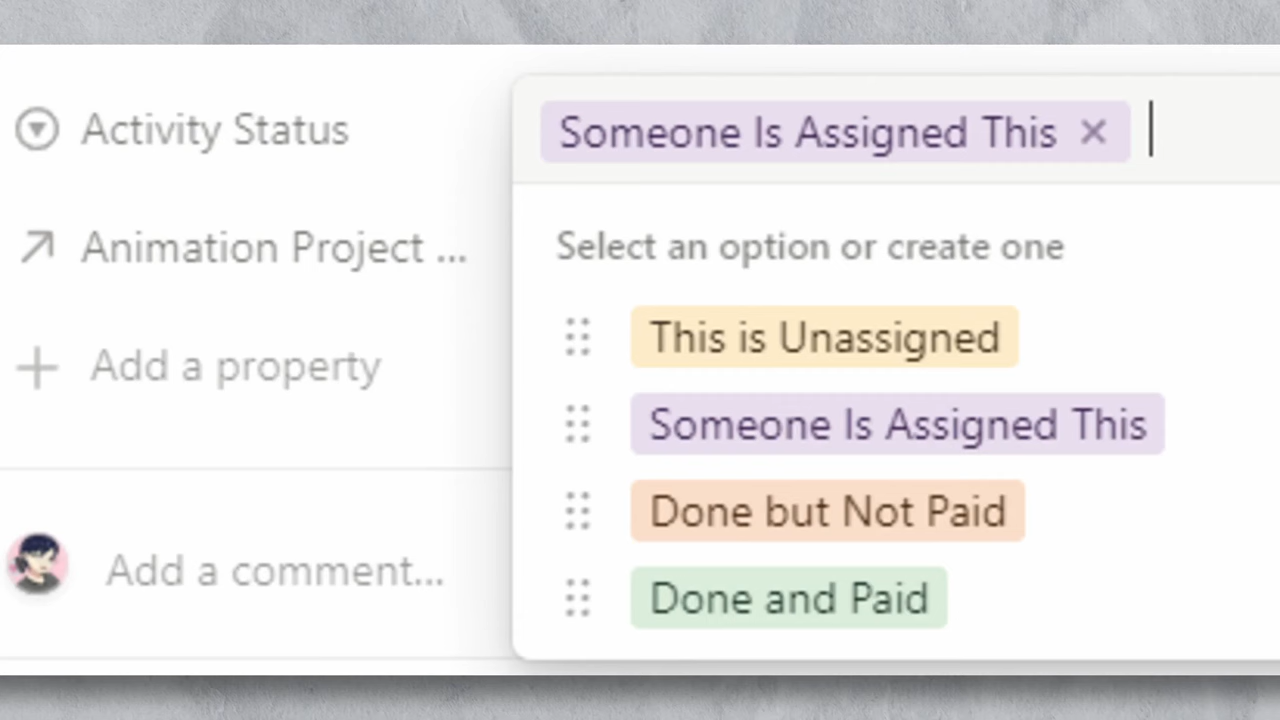 Activity Status
Someone Is Assigned This
Animation Project ...
Select an option or create one
Add a property
This is Unassigned
Someone Is Assigned This
Done but Not Paid
Add a comment...
Done and Paid